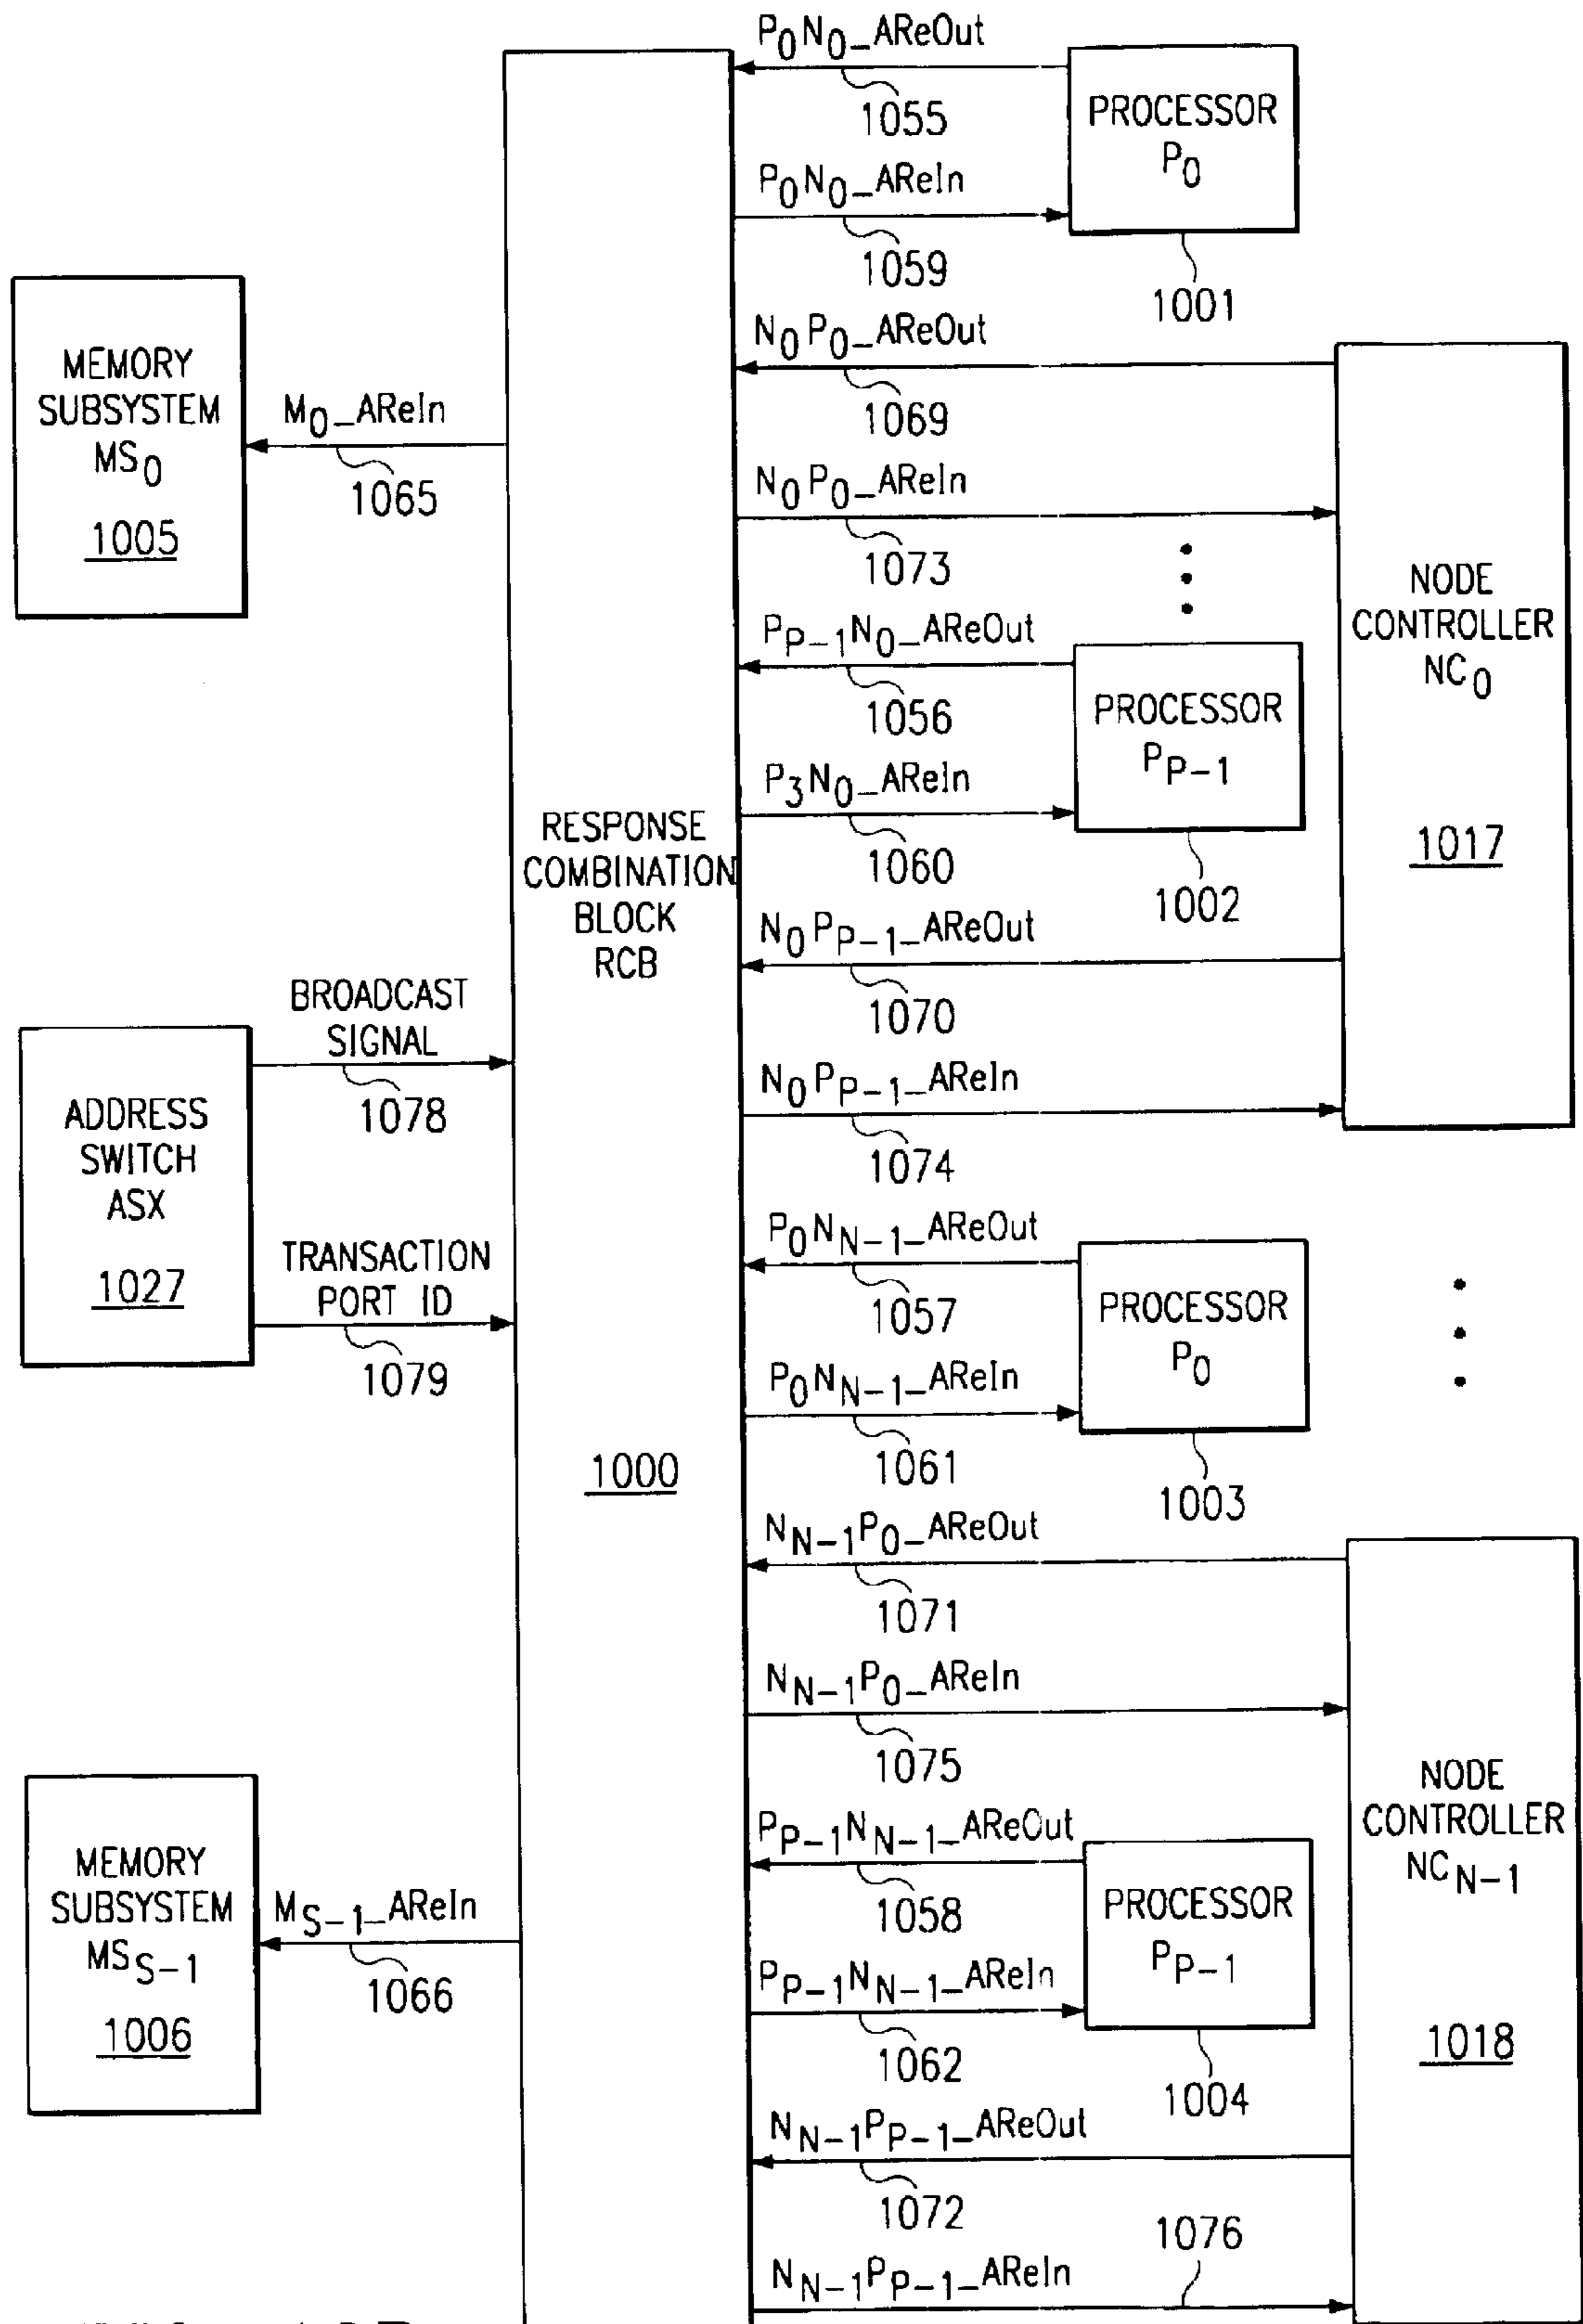 P0N0_AReOut
1055
PROCESSOR
P0
P0N0_AReIn
1059
1001
N0P0_AReOut
1069
MEMORY
SUBSYSTEM
MS0
1005
M0_AReIn
1065
N0P0_AReIn
1073
NODE
CONTROLLER
NC0
1017
PP-1N0_AReOut
1056
PROCESSOR
PP-1
P3N0_AReIn
1060
1002
RESPONSE
COMBINATION
BLOCK
RCB
N0PP-1_AReOut
1070
BROADCAST
SIGNAL
1078
N0PP-1_AReIn
1074
ADDRESS
SWITCH
ASX
1027
TRANSACTION
PORT ID
1079
P0NN-1_AReOut
1057
PROCESSOR
P0
P0NN-1_AReIn
1061
1003
1000
NN-1P0_AReOut
1071
NN-1P0_AReIn
1075
NODE
CONTROLLER
NCN-1
1018
MEMORY
SUBSYSTEM
MSS-1
1006
MS-1_AReIn
1066
PP-1NN-1_AReOut
1058
PROCESSOR
PP-1
PP-1NN-1_AReIn
1062
1004
NN-1PP-1_AReOut
1072
1076
NN-1PP-1_AReIn